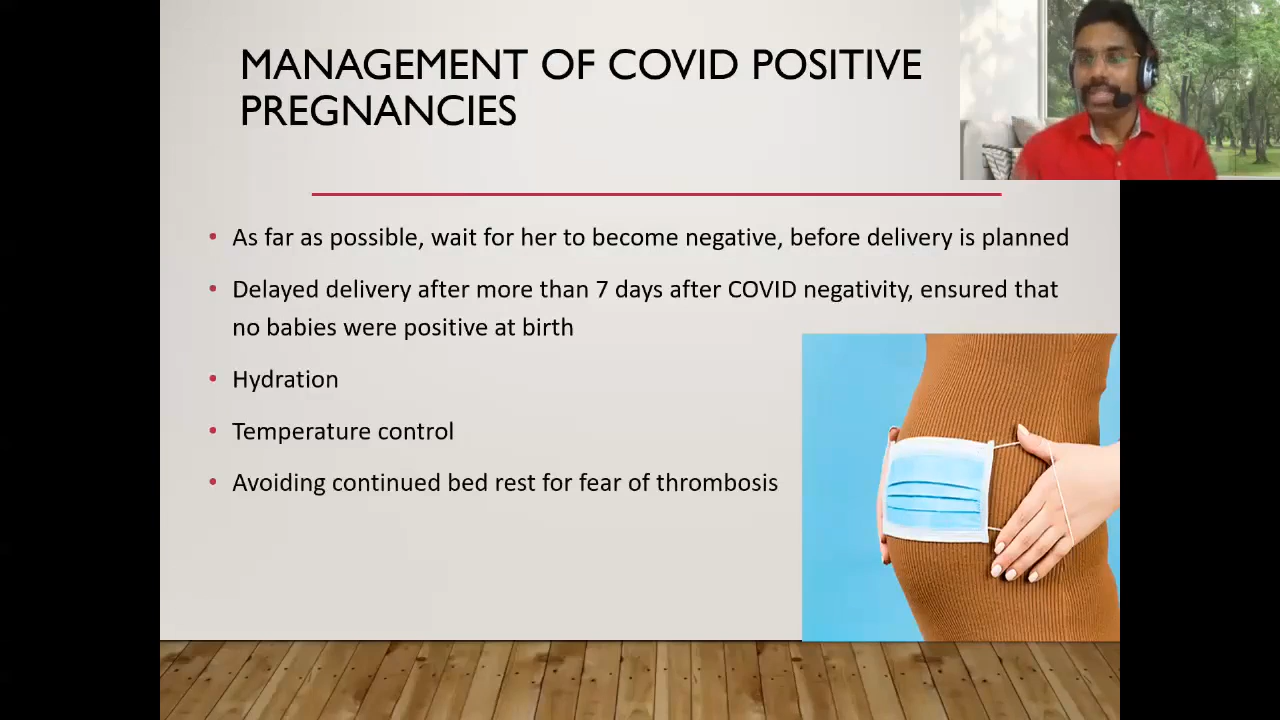 MANAGEMENT OF COVID POSITIVE
PREGNANCIES
• As far as possible, wait for her to become negative, before delivery is planned
• Delayed delivery after more than 7 days after COVID negativity, ensured that
no babies were positive at birth
• Hydration
• Temperature control
• Avoiding continued bed rest for fear of thrombosis